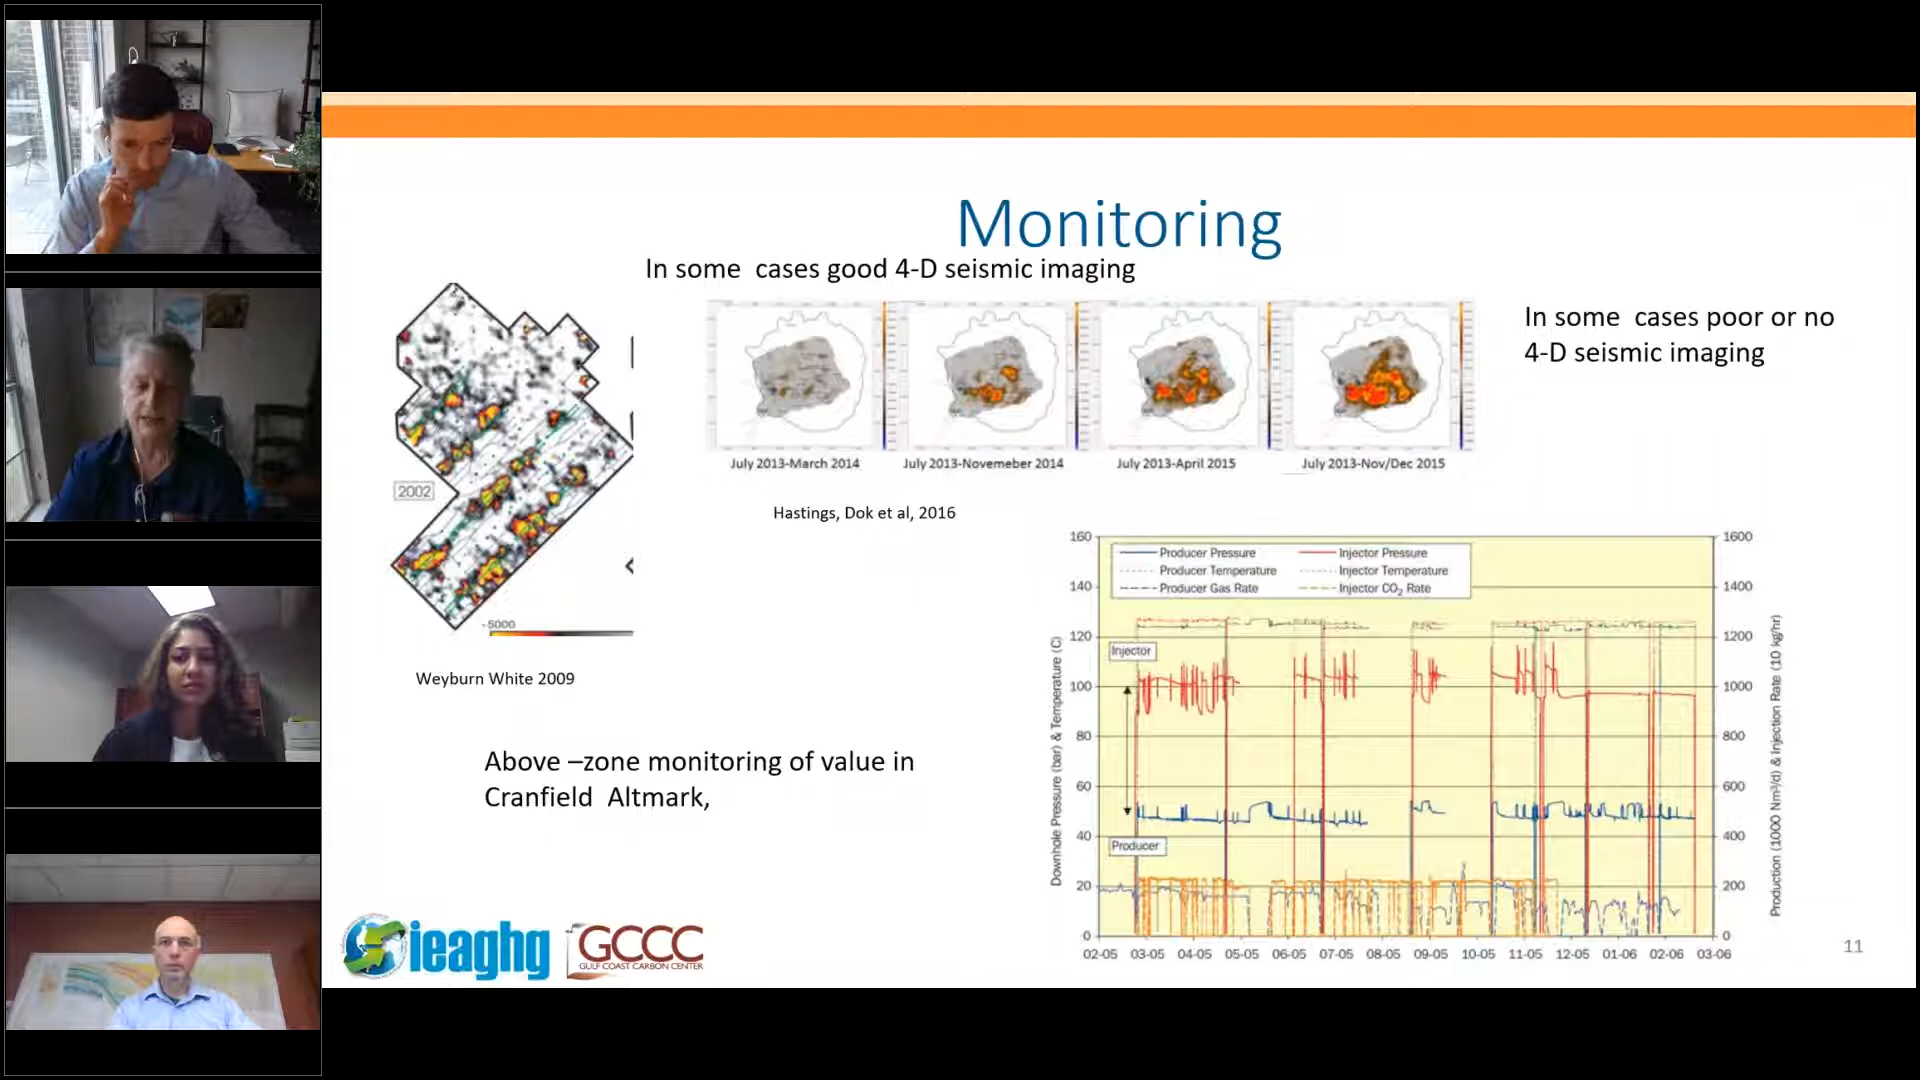 Monitoring
In some cases good 4-D seismic imaging
In some cases poor or no
4-D seismic imaging
2002
-5000
Weyburn White 2009
July 2013-March 2014
July 2013-Novemeber 2014
July 2013-April 2015
July 2013-Nov/Dec 2015
Hastings, Dok et al, 2016
Above –zone monitoring of value in
Cranfield Altmark,
Producer Pressure
Injector Pressure
Producer Temperature
Injector Temperature
Producer Gas Rate
Injector CO2 Rate
Injector
Producer
Downhole Pressure (bar) & Temperature (C)
160
140
120
100
80
60
40
20
0
1600
1400
1200
1000
800
600
400
200
0
Production (1000 Nm³/d) & Injection Rate (10 kg/hr)
02-05 03-05 04-05 05-05 06-05 07-05 08-05 09-05 10-05 11-05 12-05 01-06 02-06 03-06
ieaghg
GCCC
GULF COAST CARBON CENTER
11